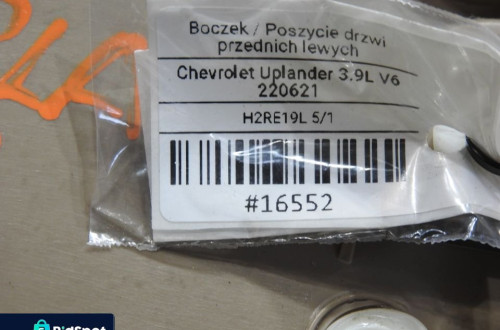 Boczek / Poszycie drzwi
przednich lewych
Chevrolet Uplander 3.9L V6
220621
H2RE19L 5/1
#16552